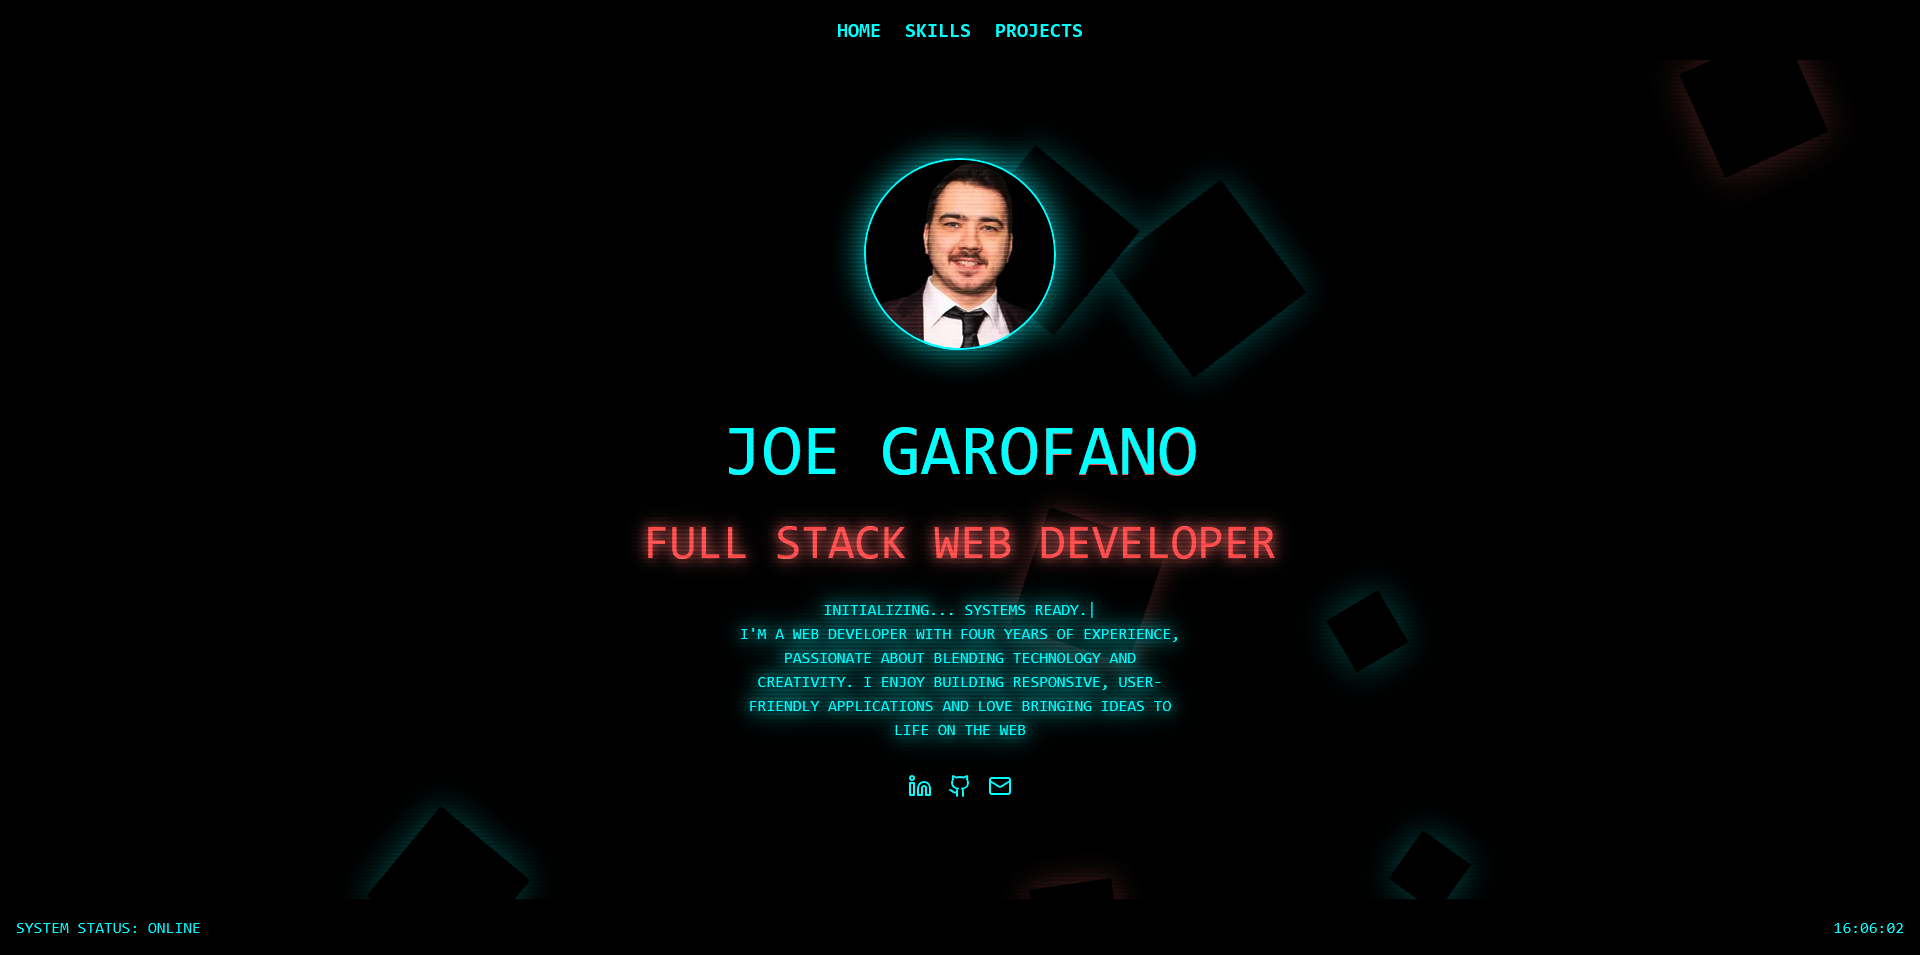 HOME SKILLS PROJECTS
JOE GAROFANO
FULL STACK WEB DEVELOPER
INITIALIZING... SYSTEMS READY.|
I'M A WEB DEVELOPER WITH FOUR YEARS OF EXPERIENCE,
PASSIONATE ABOUT BLENDING TECHNOLOGY AND
CREATIVITY. I ENJOY BUILDING RESPONSIVE, USER-
FRIENDLY APPLICATIONS AND LOVE BRINGING IDEAS TO
LIFE ON THE WEB
SYSTEM STATUS: ONLINE
16:06:02